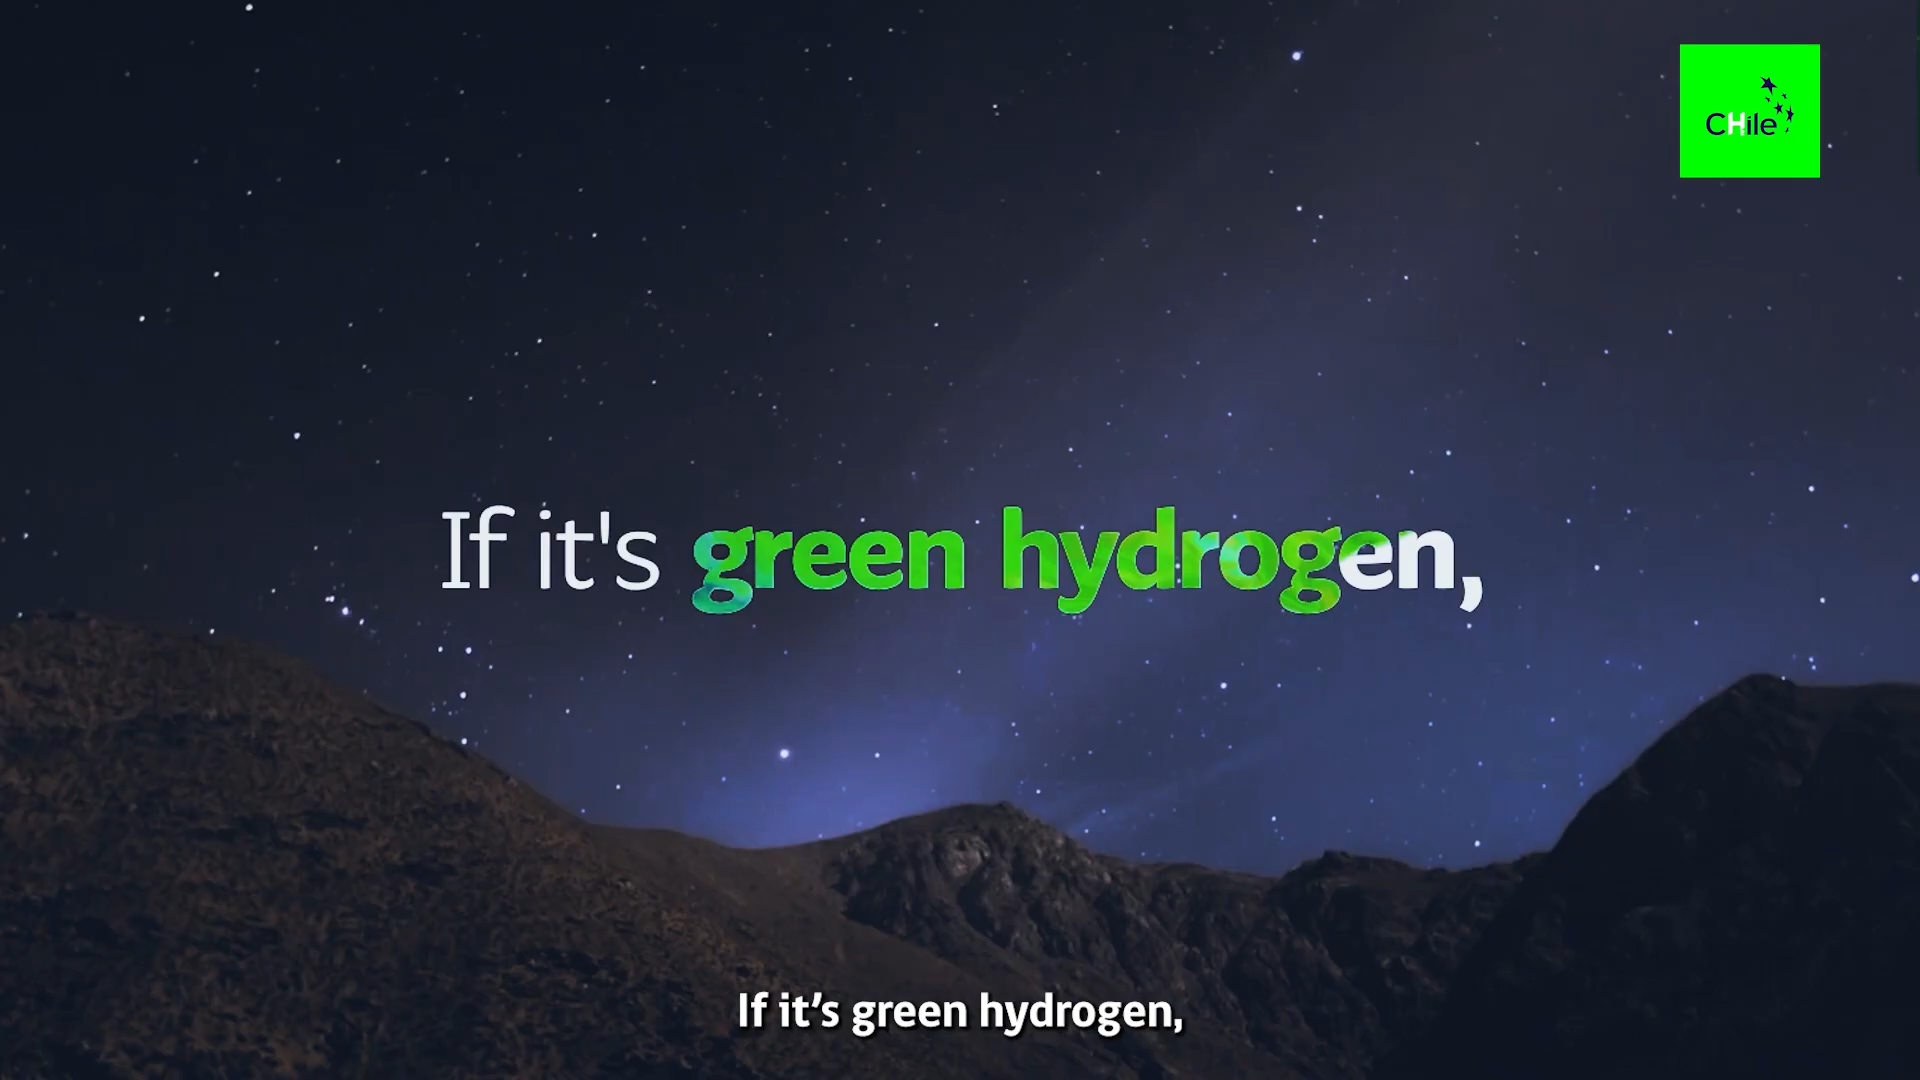 CHile
If it's green hydrogen,
If it’s green hydrogen,